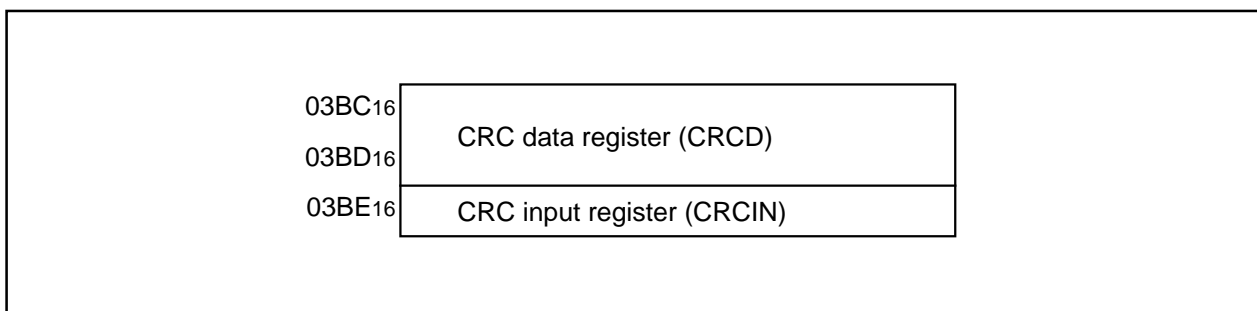 03BC16
CRC data register (CRCD)
03BD16
03BE16
CRC input register (CRCIN)